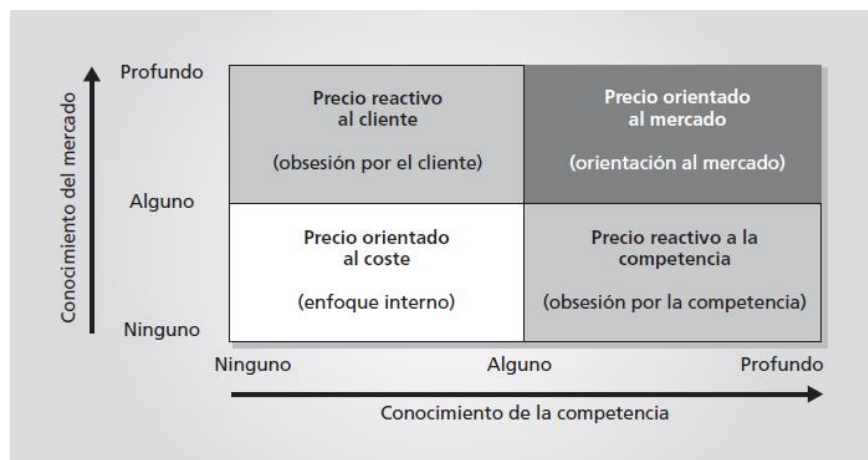 Conocimiento del mercado
Profundo
Alguno
Ninguno
Precio reactivo
al cliente
(obsesión por el cliente)
Precio orientado
al mercado
(orientación al mercado)
Precio orientado
al coste
(enfoque interno)
Precio reactivo a la
competencia
(obsesión por la competencia)
Ninguno
Alguno
Profundo
Conocimiento de la competencia